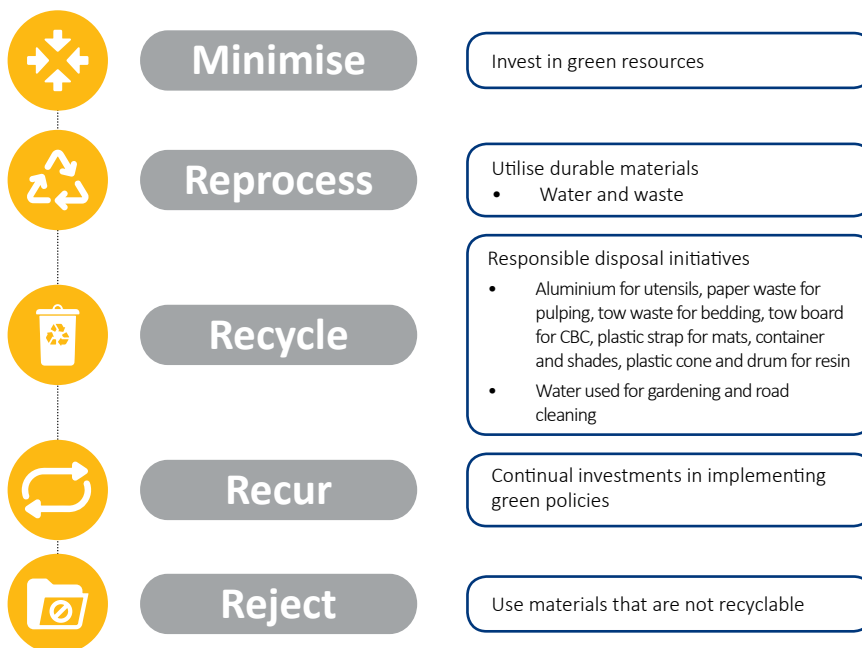 Minimise
Invest in green resources
Reprocess
Utilise durable materials
• Water and waste
Recycle
Responsible disposal initiatives
• Aluminium for utensils, paper waste for
pulping, tow waste for bedding, tow board
for CBC, plastic strap for mats, container
and shades, plastic cone and drum for resin
• Water used for gardening and road
cleaning
Recur
Continual investments in implementing
green policies
Reject
Use materials that are not recyclable